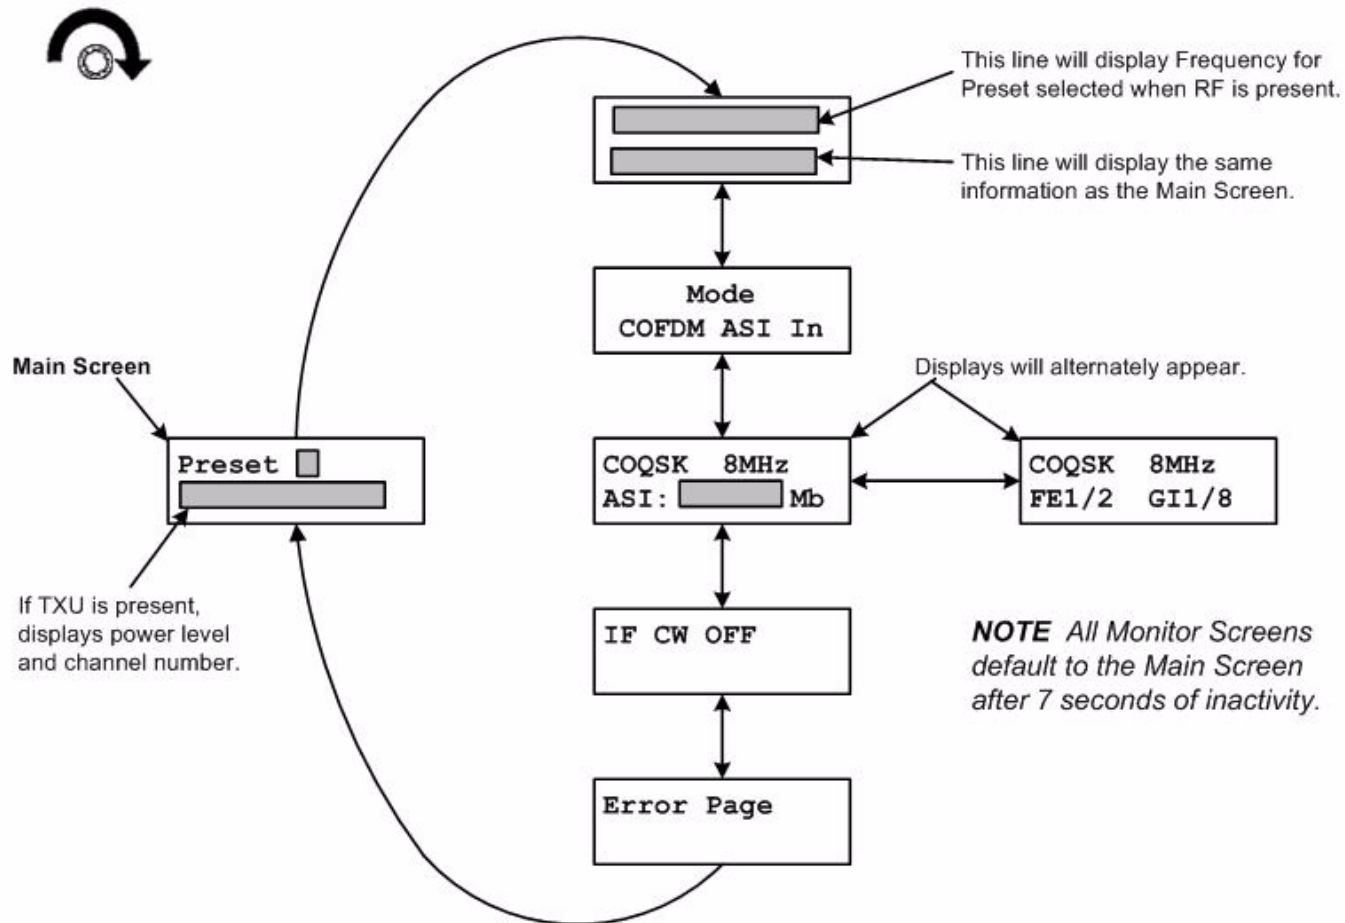 This line will display Frequency for
Preset selected when RF is present.
This line will display the same
information as the Main Screen.
Mode
COFDM ASI In
Main Screen
Displays will alternately appear.
Preset
COQSK 8MHz
ASI: Mb
COQSK 8MHz
FE1/2 GI1/8
If TXU is present,
displays power level
and channel number.
IF CW OFF
NOTE All Monitor Screens
default to the Main Screen
after 7 seconds of inactivity.
Error Page